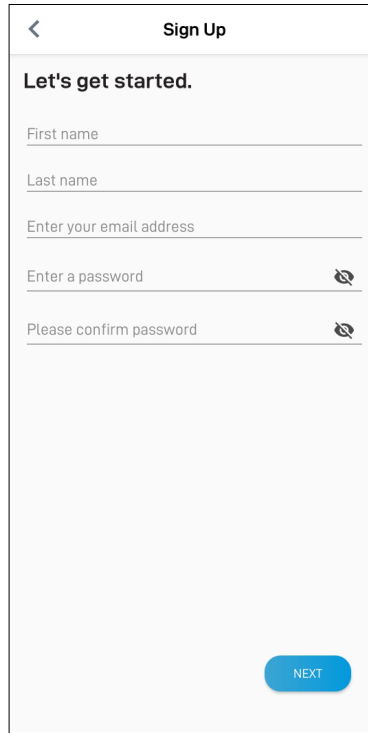 Sign Up
Let's get started.
First name
Last name
Enter your email address
Enter a password
Please confirm password
NEXT